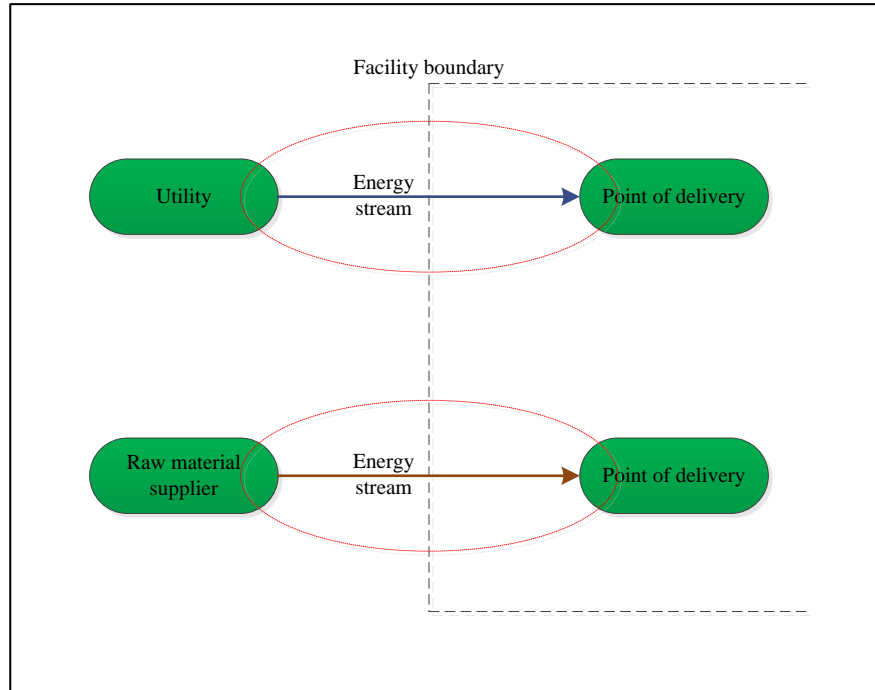 Facility boundary
Utility
Energy
stream
Point of delivery
Raw material
supplier
Energy
stream
Point of delivery